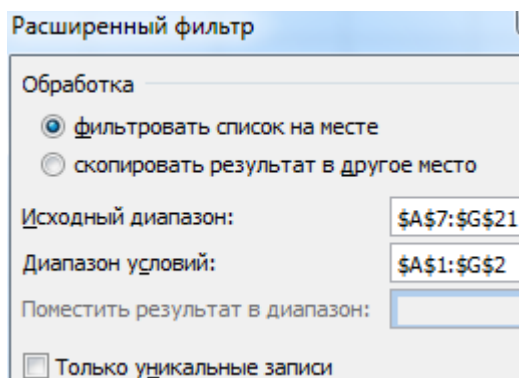 Расширенный фильтр
Обработка
фильтровать список на месте
скопировать результат в другое место
Исходный диапазон: $A$7:$G$21
Диапазон условий: $A$1:$G$2
Поместить результат в диапазон:
Только уникальные записи